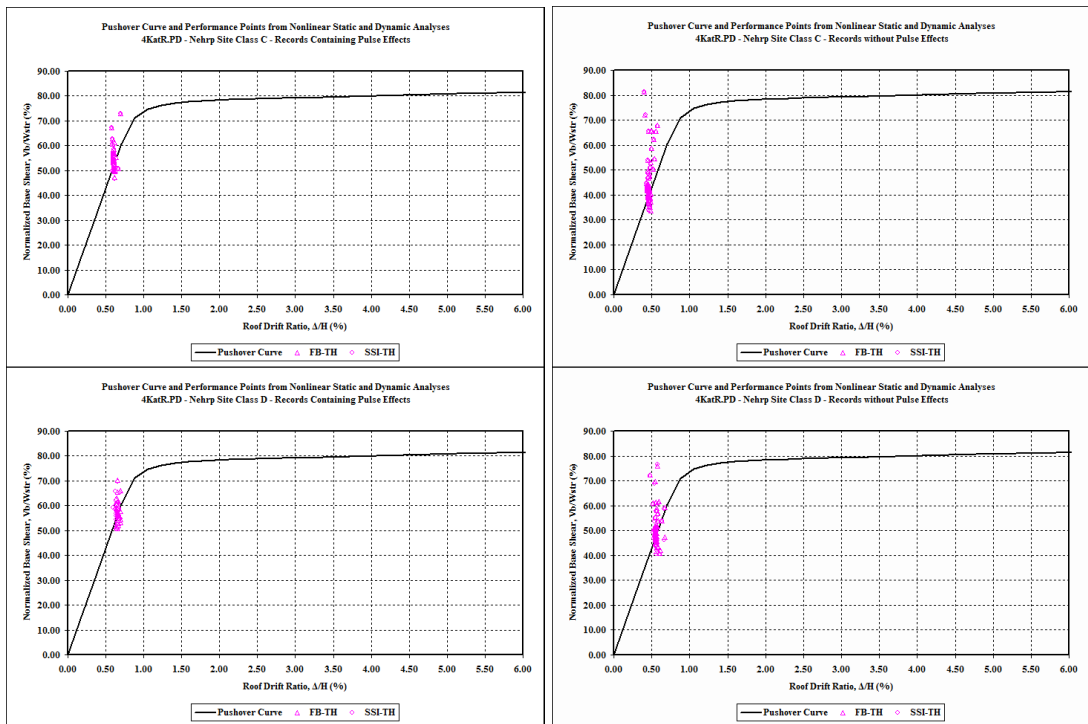 Pushover Curve and Performance Points from Nonlinear Static and Dynamic Analyses
4KatR.PD - Nehrp Site Class C - Records Containing Pulse Effects
Normalized Base Shear, Vb/Wstr (%)
90.00
80.00
70.00
60.00
50.00
40.00
30.00
20.00
10.00
0.00
0.00 0.50 1.00 1.50 2.00 2.50 3.00 3.50 4.00 4.50 5.00 5.50 6.00
Roof Drift Ratio, Δ/H (%)
Pushover Curve FB-TH SSI-TH
Pushover Curve and Performance Points from Nonlinear Static and Dynamic Analyses
4KatR.PD - Nehrp Site Class C - Records without Pulse Effects
Normalized Base Shear, Vb/Wstr (%)
90.00
80.00
70.00
60.00
50.00
40.00
30.00
20.00
10.00
0.00
0.00 0.50 1.00 1.50 2.00 2.50 3.00 3.50 4.00 4.50 5.00 5.50 6.00
Roof Drift Ratio, Δ/H (%)
Pushover Curve FB-TH SSI-TH
Pushover Curve and Performance Points from Nonlinear Static and Dynamic Analyses
4KatR.PD - Nehrp Site Class D - Records Containing Pulse Effects
Normalized Base Shear, Vb/Wstr (%)
90.00
80.00
70.00
60.00
50.00
40.00
30.00
20.00
10.00
0.00
0.00 0.50 1.00 1.50 2.00 2.50 3.00 3.50 4.00 4.50 5.00 5.50 6.00
Roof Drift Ratio, Δ/H (%)
Pushover Curve FB-TH SSI-TH
Pushover Curve and Performance Points from Nonlinear Static and Dynamic Analyses
4KatR.PD - Nehrp Site Class D - Records without Pulse Effects
Normalized Base Shear, Vb/Wstr (%)
90.00
80.00
70.00
60.00
50.00
40.00
30.00
20.00
10.00
0.00
0.00 0.50 1.00 1.50 2.00 2.50 3.00 3.50 4.00 4.50 5.00 5.50 6.00
Roof Drift Ratio, Δ/H (%)
Pushover Curve FB-TH SSI-TH